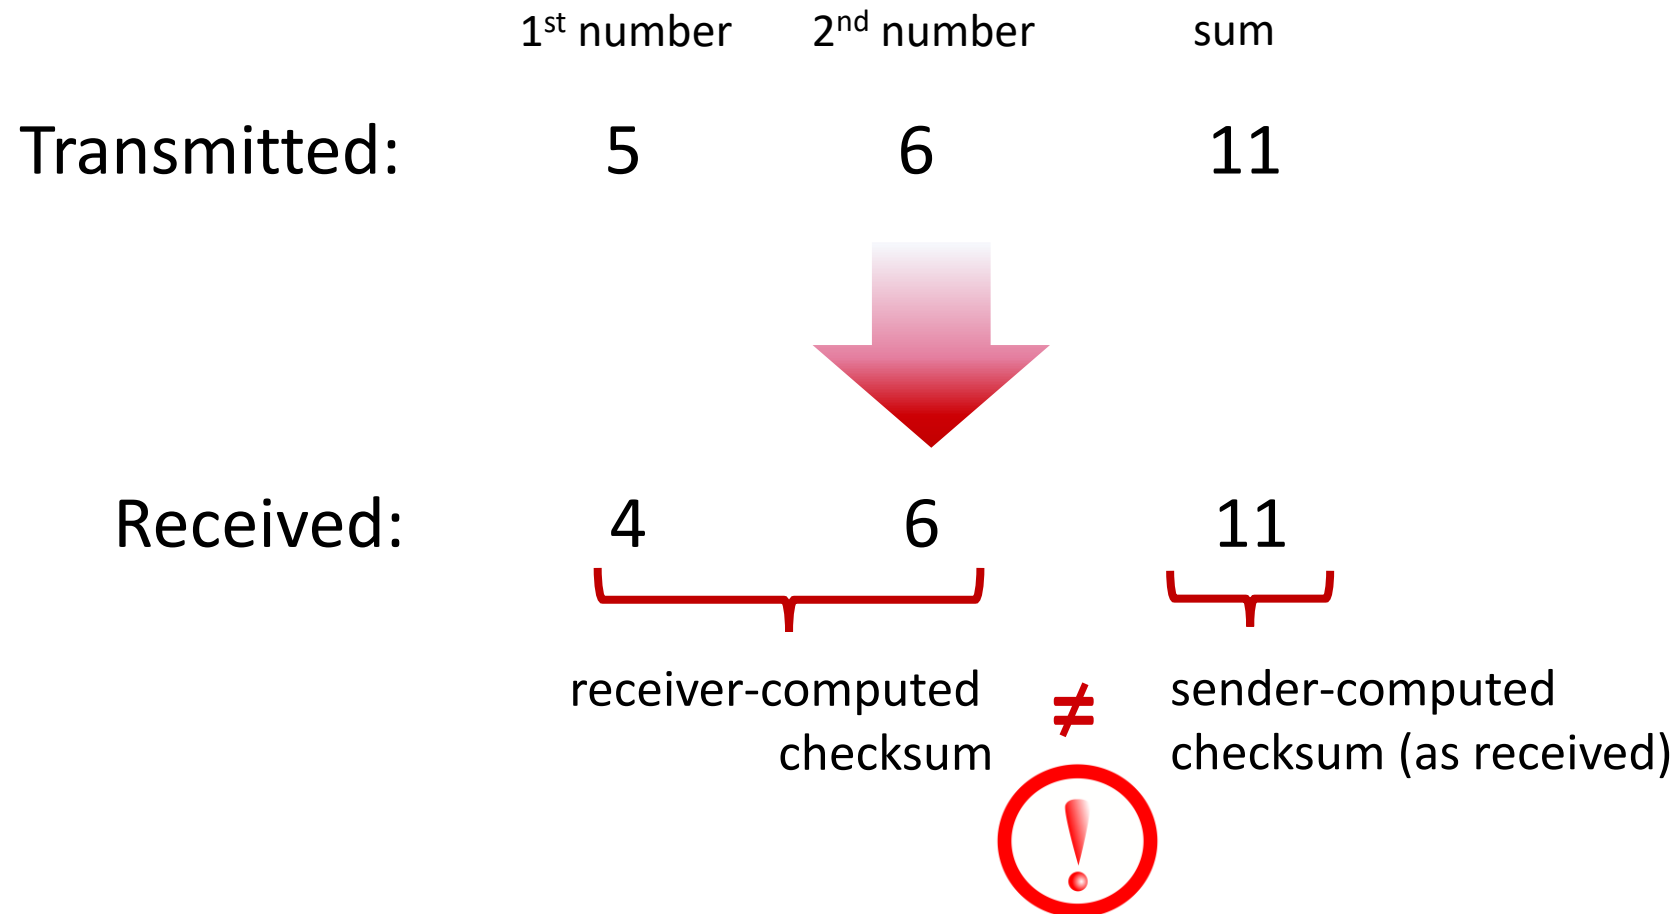 1st number 2nd number sum
Transmitted: 5 6 11
Received: 4 6 11
receiver-computed ≠ sender-computed
checksum checksum (as received)
!